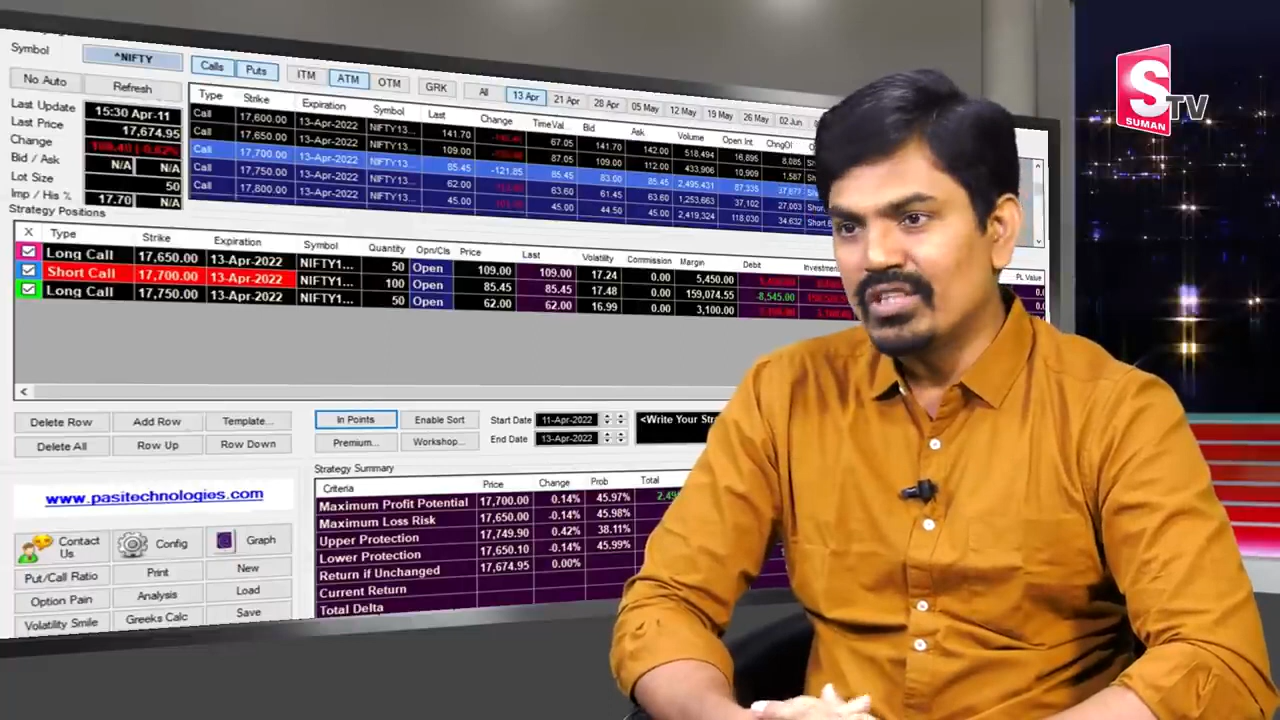 S
TV
SUMAN
Symbol ^NIFTY Calls Puts ITM ATM OTM GRK All 13 Apr 21 Apr 28 Apr 05 May 12 May 19 May 26 May 02 Jun
No Auto Refresh
Last Update 15:30 Apr-11
Last Price 17,674.95
Change
Bid / Ask N/A N/A
Lot Size 50
Imp / His % 17.70 N/A
Type Strike Expiration Symbol Last Change TimeVal... Bid Ask Volume Open Int ChngOI
Call 17,600.00 13-Apr-2022 NIFTY13... 141.70 67.05 141.70 142.00 518,494 16,895 8,085
Call 17,650.00 13-Apr-2022 NIFTY13... 109.00 87.05 109.00 112.00 433,906 10,909 1,587
Call 17,700.00 13-Apr-2022 NIFTY13... 85.45 -121.85 85.45 83.00 85.45 2,495,431 87,335 37,877
Call 17,750.00 13-Apr-2022 NIFTY13... 62.00 63.60 61.45 63.60 1,253,663 37,102 27,003
Call 17,800.00 13-Apr-2022 NIFTY13... 45.00 45.00 44.50 45.00 2,419,324 118,030 34,632
Strategy Positions
X Type Strike Expiration Symbol Quantity Opn/Cls Price Last Volatility Commission Margin Debit PL Value
Long Call 17,650.00 13-Apr-2022 NIFTY1... 50 Open 109.00 109.00 17.24 0.00 5,450.00
Short Call 17,700.00 13-Apr-2022 NIFTY1... 100 Open 85.45 85.45 17.48 0.00 159,074.55 -8,545.00
Long Call 17,750.00 13-Apr-2022 NIFTY1... 50 Open 62.00 62.00 16.99 0.00 3,100.00
Delete Row Add Row Template... In Points Enable Sort Start Date 11-Apr-2022 <Write Your
Delete All Row Up Row Down Premium... Workshop... End Date 13-Apr-2022
www.pasitechnologies.com
Strategy Summary
Criteria Price Change Prob Total
Maximum Profit Potential 17,700.00 0.14% 45.97%
Maximum Loss Risk 17,650.00 -0.14% 45.98%
Upper Protection 17,749.90 0.42% 38.11%
Lower Protection 17,650.10 -0.14% 45.99%
Return if Unchanged 17,674.95 0.00%
Current Return
Total Delta
Contact Us Config Graph
Put/Call Ratio Print New
Option Pain Analysis Load
Volatility Smile Greeks Calc Save